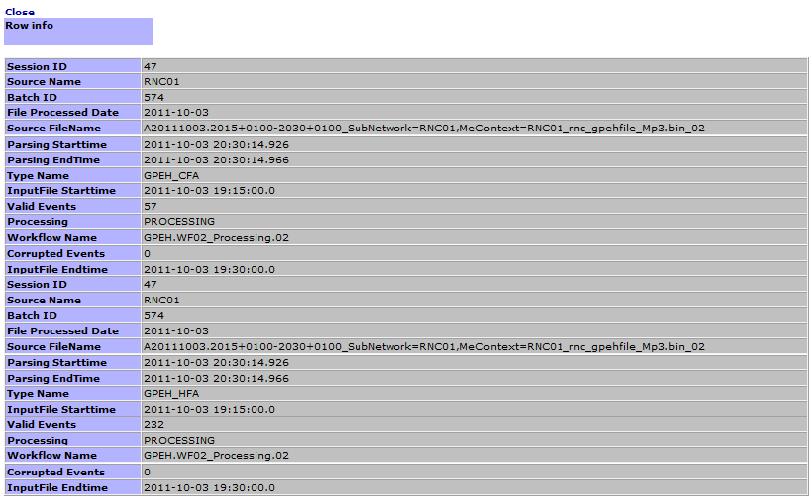 Close
Row info
Session ID 47
Source Name RNC01
Batch ID 574
File Processed Date 2011-10-03
Source FileName A20111003.2015+0100-2030+0100_SubNetwork=RNC01,MeContext=RNC01_rnc_gpehfile_Mp3.bin_02
Parsing Starttime 2011-10-03 20:30:14.926
Parsing EndTime 2011-10-03 20:30:14.966
Type Name GPEH_CFA
InputFile Starttime 2011-10-03 19:15:00.0
Valid Events 57
Processing PROCESSING
Workflow Name GPEH.WF02_Processing.02
Corrupted Events 0
InputFile Endtime 2011-10-03 19:30:00.0
Session ID 47
Source Name RNC01
Batch ID 574
File Processed Date 2011-10-03
Source FileName A20111003.2015+0100-2030+0100_SubNetwork=RNC01,MeContext=RNC01_rnc_gpehfile_Mp3.bin_02
Parsing Starttime 2011-10-03 20:30:14.926
Parsing EndTime 2011-10-03 20:30:14.966
Type Name GPEH_HFA
InputFile Starttime 2011-10-03 19:15:00.0
Valid Events 232
Processing PROCESSING
Workflow Name GPEH.WF02_Processing.02
Corrupted Events 0
InputFile Endtime 2011-10-03 19:30:00.0